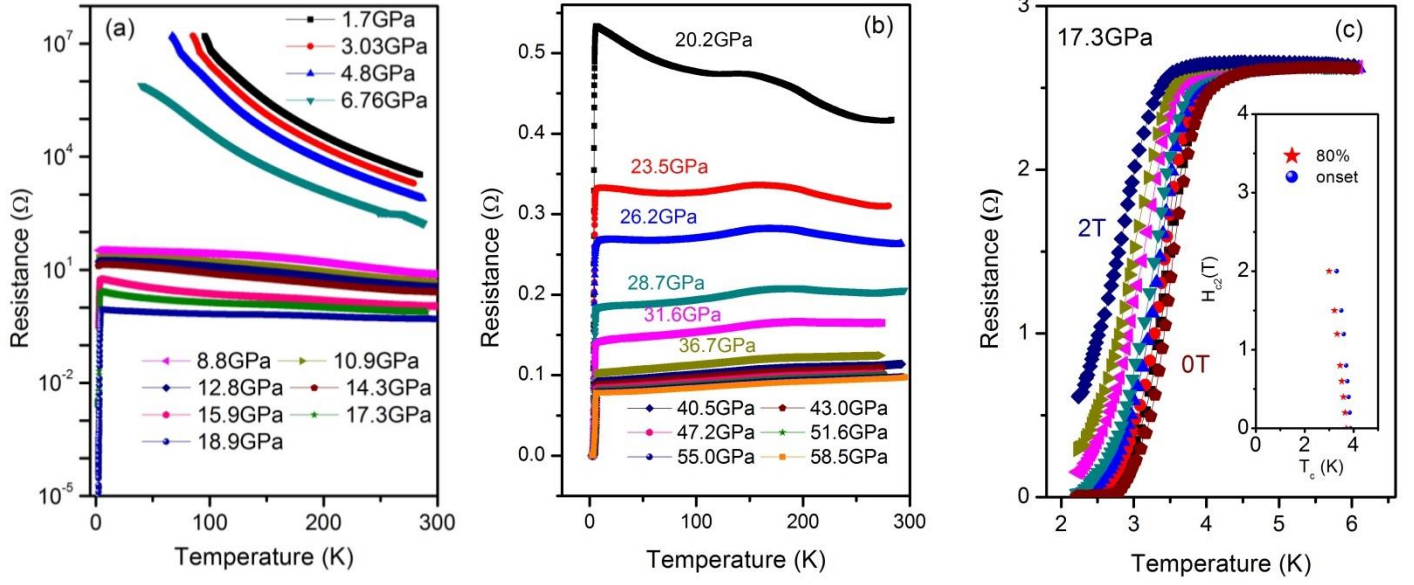 (a)
1.7GPa
3.03GPa
4.8GPa
6.76GPa
10⁷
10⁴
10¹
10⁻²
10⁻⁵
Resistance (Ω)
8.8GPa 10.9GPa
12.8GPa 14.3GPa
15.9GPa 17.3GPa
18.9GPa
0 100 200 300
Temperature (K)
(b)
20.2GPa
23.5GPa
26.2GPa
28.7GPa
31.6GPa
36.7GPa
0.5
0.4
0.3
0.2
0.1
0.0
Resistance (Ω)
40.5GPa 43.0GPa
47.2GPa 51.6GPa
55.0GPa 58.5GPa
0 100 200 300
Temperature (K)
17.3GPa (c)
3
2
1
0
Resistance (Ω)
2T
0T
80%
onset
4
3
2
1
0
H_c2(T)
0 2 4
T_c (K)
2 3 4 5 6
Temperature (K)